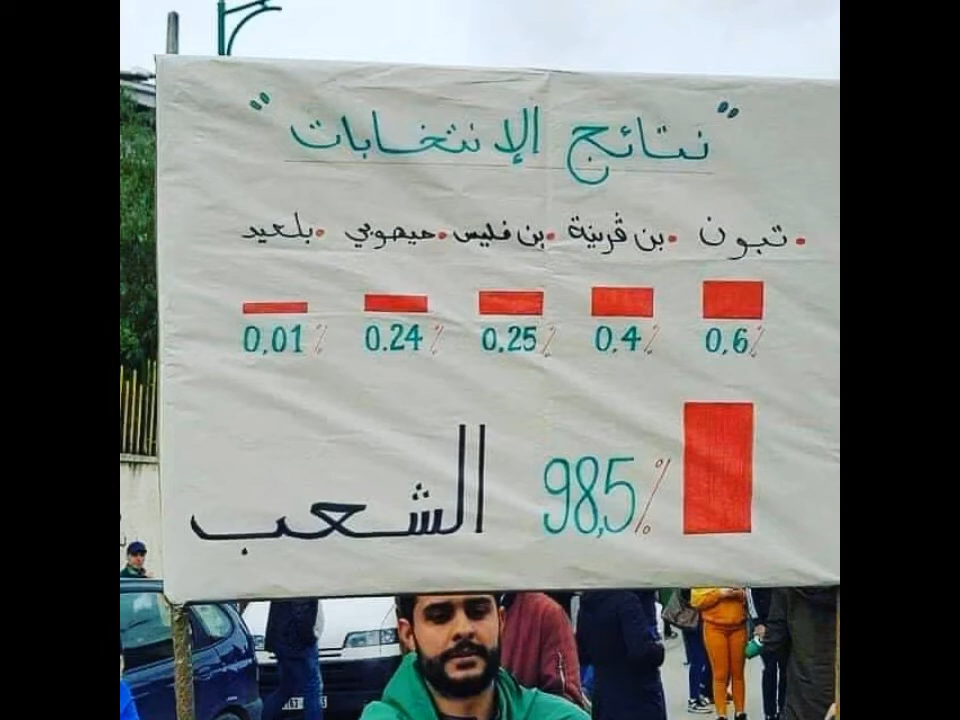 "نتائج الإنتخابات"
• تبون • بن ڤرينة • بن فليس • ميهوبي • بلعيد
0,6% 0,4% 0,25% 0.24% 0,01%
98,5% الشعب